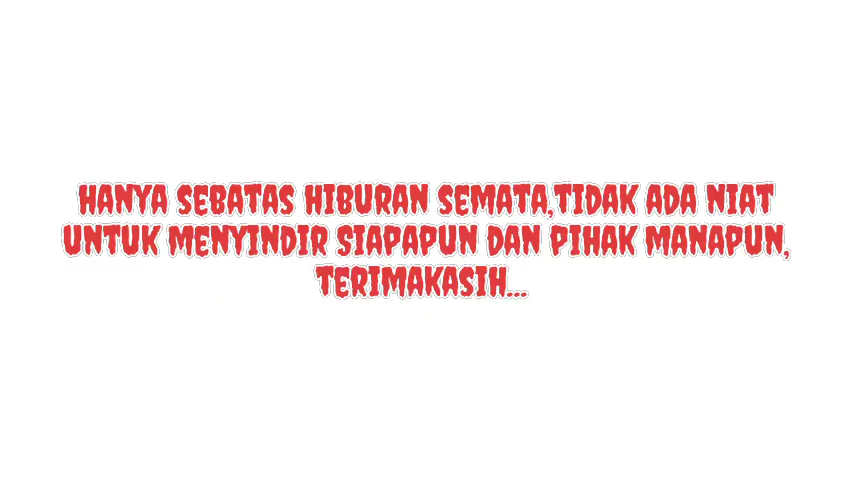 HANYA SEBATAS HIBURAN SEMATA,TIDAK ADA NIAT
UNTUK MENYINDIR SIAPAPUN DAN PIHAK MANAPUN,
TERIMAKASIH...